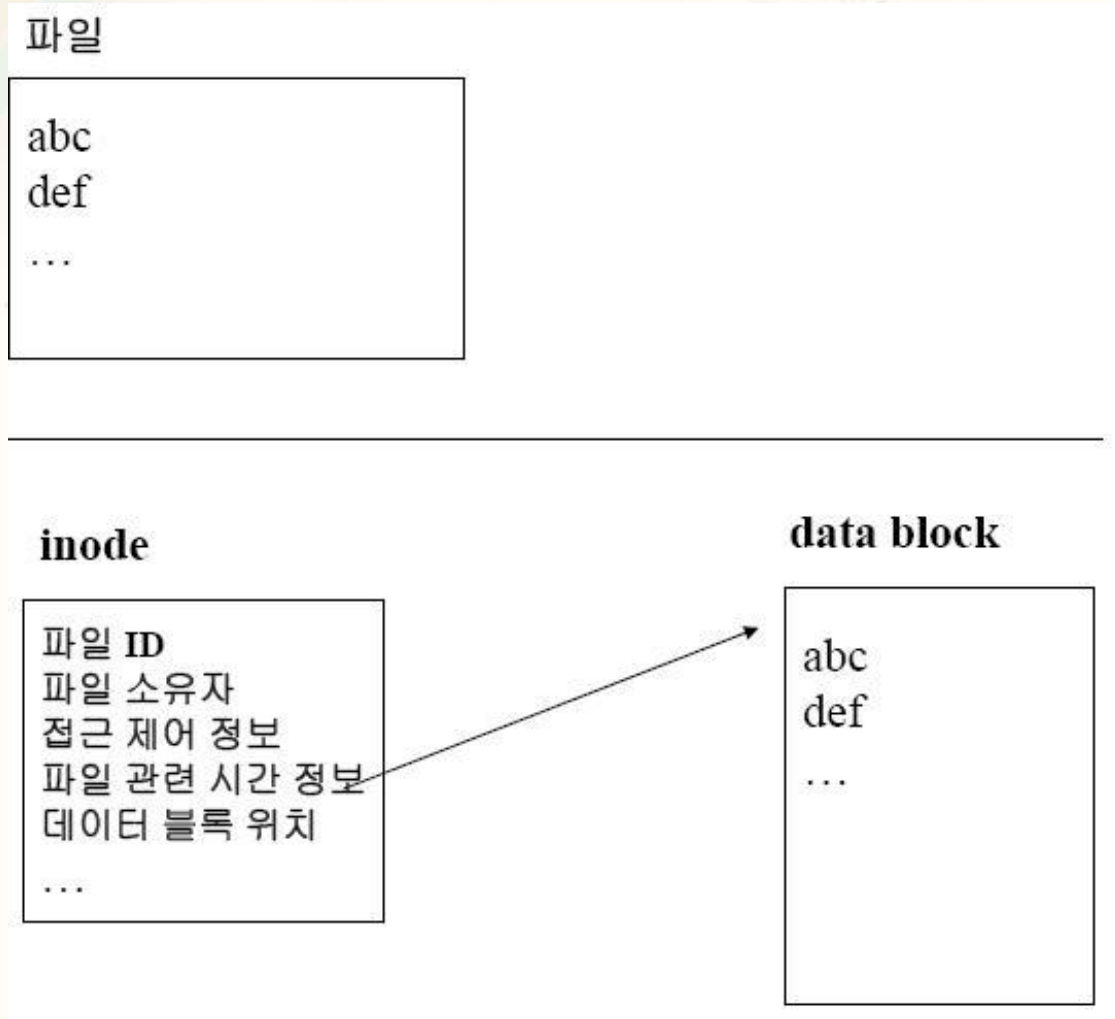 파일
abc
def
...
inode
파일 ID
파일 소유자
접근 제어 정보
파일 관련 시간 정보
데이터 블록 위치
...
data block
abc
def
...